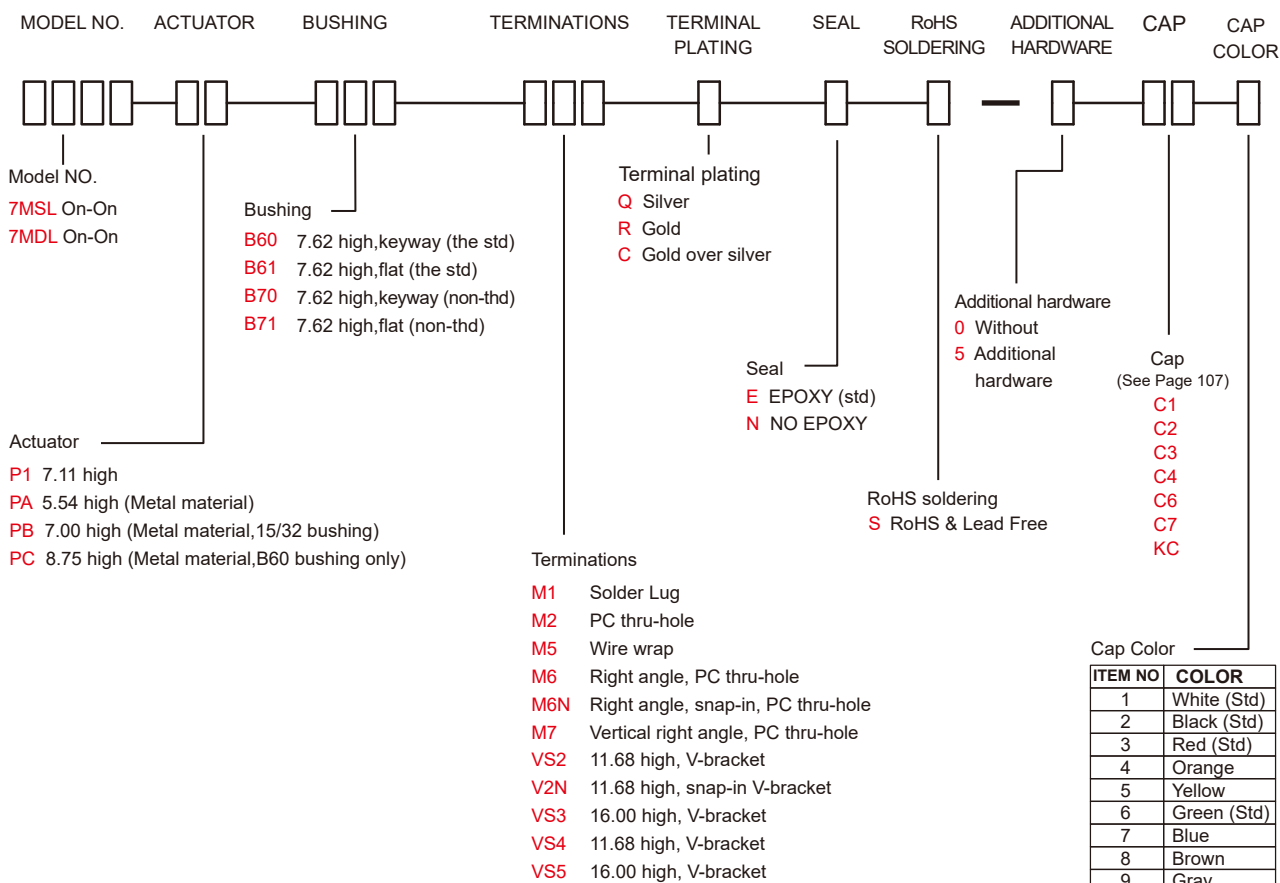 MODEL NO. ACTUATOR BUSHING TERMINATIONS TERMINAL PLATING SEAL RoHS SOLDERING ADDITIONAL HARDWARE CAP CAP COLOR
Model NO.
7MSL On-On
7MDL On-On
Bushing
B60 7.62 high,keyway (the std)
B61 7.62 high,flat (the std)
B70 7.62 high,keyway (non-thd)
B71 7.62 high,flat (non-thd)
Terminal plating
Q Silver
R Gold
C Gold over silver
Additional hardware
0 Without
5 Additional
hardware
Cap
(See Page 107)
C1
C2
C3
C4
C6
C7
KC
Seal
E EPOXY (std)
N NO EPOXY
Actuator
P1 7.11 high
PA 5.54 high (Metal material)
PB 7.00 high (Metal material,15/32 bushing)
PC 8.75 high (Metal material,B60 bushing only)
RoHS soldering
S RoHS & Lead Free
Terminations
M1 Solder Lug
M2 PC thru-hole
M5 Wire wrap
M6 Right angle, PC thru-hole
M6N Right angle, snap-in, PC thru-hole
M7 Vertical right angle, PC thru-hole
VS2 11.68 high, V-bracket
V2N 11.68 high, snap-in V-bracket
VS3 16.00 high, V-bracket
VS4 11.68 high, V-bracket
VS5 16.00 high, V-bracket
Cap Color
ITEM NO COLOR
1 White (Std)
2 Black (Std)
3 Red (Std)
4 Orange
5 Yellow
6 Green (Std)
7 Blue
8 Brown
9 Gray